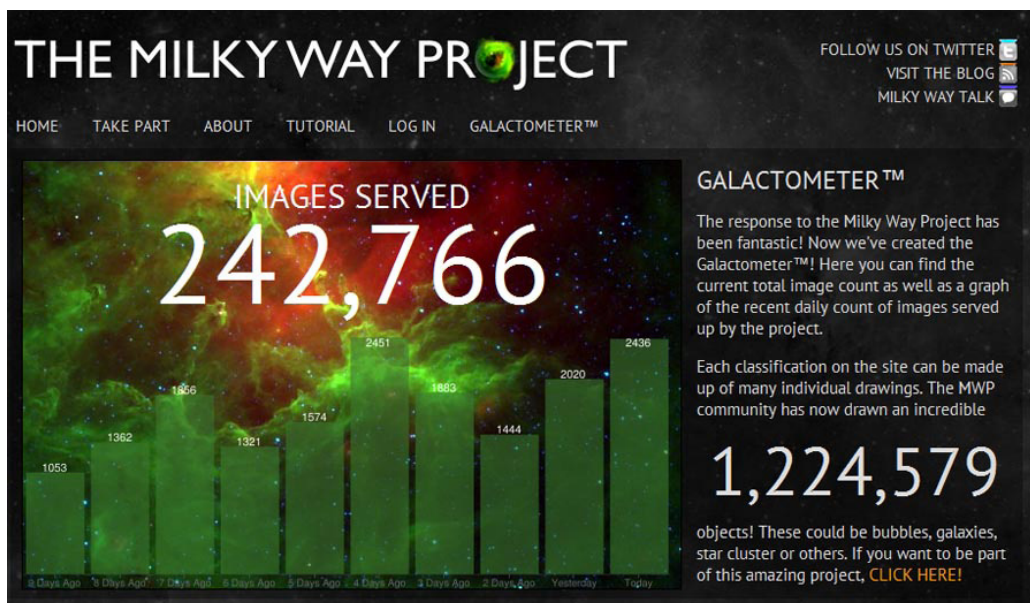 THE MILKY WAY PROJECT
FOLLOW US ON TWITTER
VISIT THE BLOG
MILKY WAY TALK
HOME TAKE PART ABOUT TUTORIAL LOG IN GALACTOMETER™
IMAGES SERVED
242,766
1053
1362
1856
1321
1574
2451
1883
1444
2020
2436
9 Days Ago 8 Days Ago 7 Days Ago 6 Days Ago 5 Days Ago 4 Days Ago 3 Days Ago 2 Days Ago Yesterday Today
GALACTOMETER™
The response to the Milky Way Project has
been fantastic! Now we've created the
Galactometer™! Here you can find the
current total image count as well as a graph
of the recent daily count of images served
up by the project.
Each classification on the site can be made
up of many individual drawings. The MWP
community has now drawn an incredible
1,224,579
objects! These could be bubbles, galaxies,
star cluster or others. If you want to be part
of this amazing project, CLICK HERE!